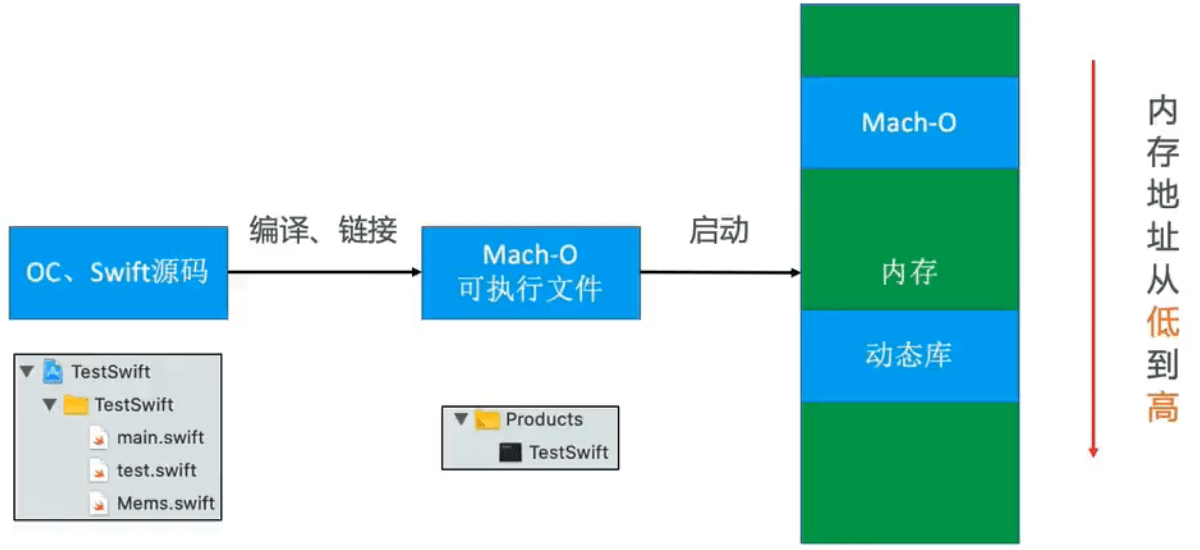 OC、Swift源码
编译、链接
Mach-O
可执行文件
启动
Mach-O
内存
动态库
内存地址从低到高
TestSwift
TestSwift
main.swift
test.swift
Mems.swift
Products
TestSwift